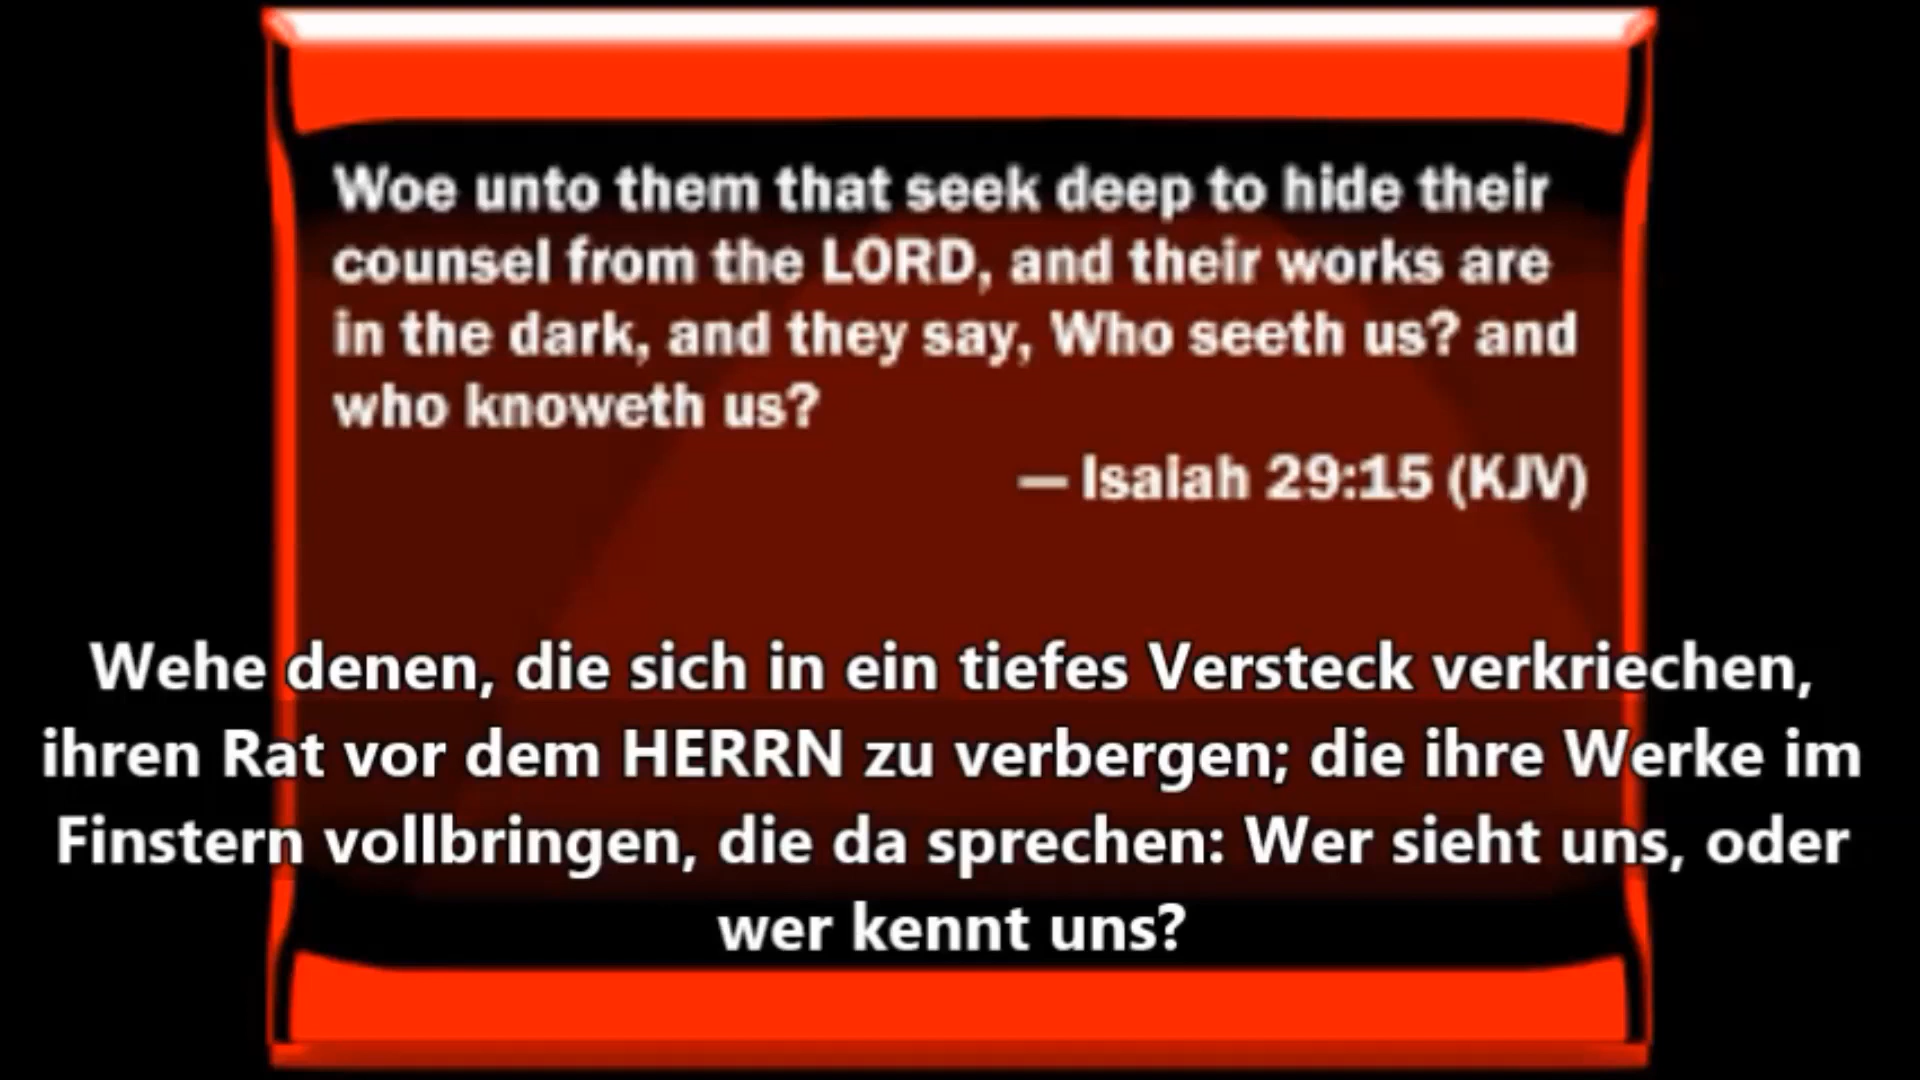 Woe unto them that seek deep to hide their
counsel from the LORD, and their works are
in the dark, and they say, Who seeth us? and
who knoweth us?
— Isaiah 29:15 (KJV)
Wehe denen, die sich in ein tiefes Versteck verkriechen,
ihren Rat vor dem HERRN zu verbergen; die ihre Werke im
Finstern vollbringen, die da sprechen: Wer sieht uns, oder
wer kennt uns?